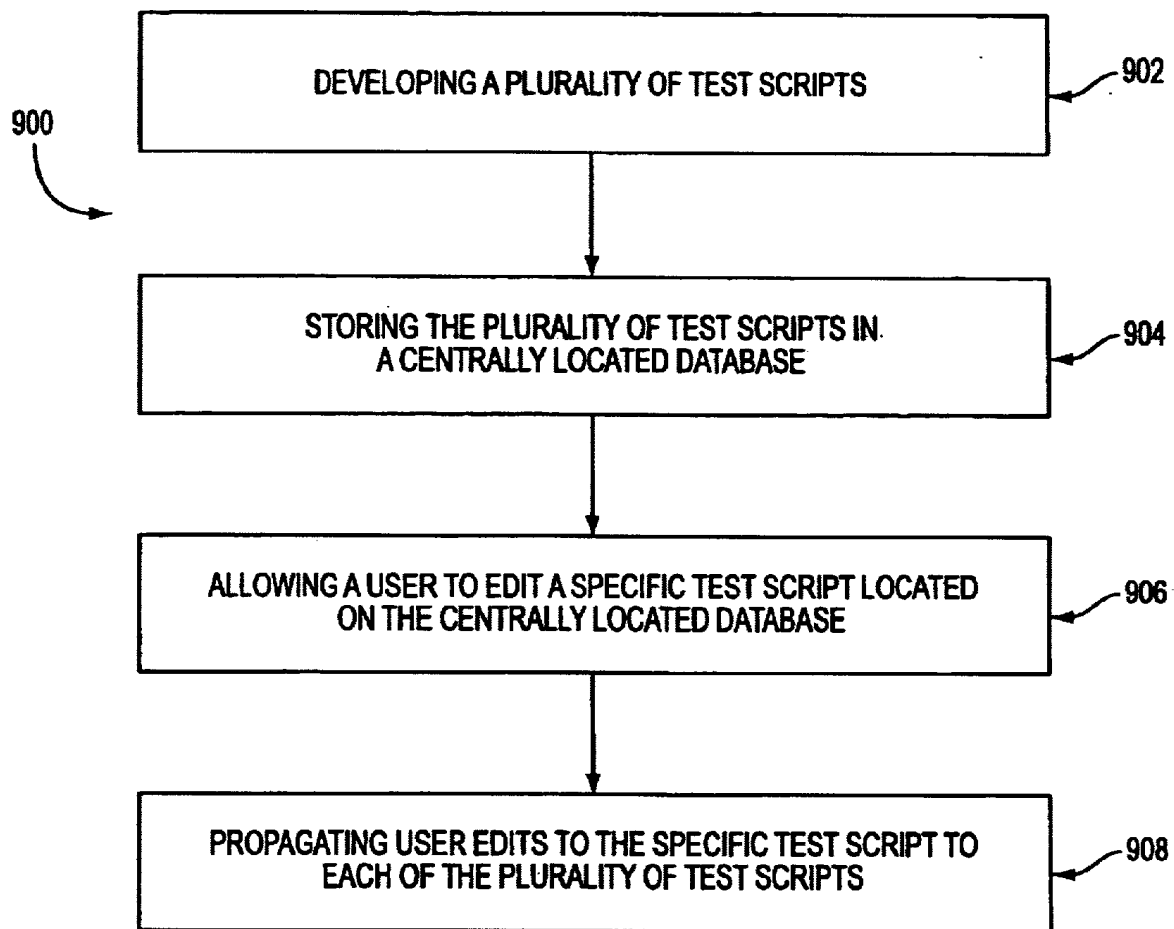 DEVELOPING A PLURALITY OF TEST SCRIPTS
902
900
STORING THE PLURALITY OF TEST SCRIPTS IN
A CENTRALLY LOCATED DATABASE
904
ALLOWING A USER TO EDIT A SPECIFIC TEST SCRIPT LOCATED
ON THE CENTRALLY LOCATED DATABASE
906
PROPAGATING USER EDITS TO THE SPECIFIC TEST SCRIPT TO
EACH OF THE PLURALITY OF TEST SCRIPTS
908